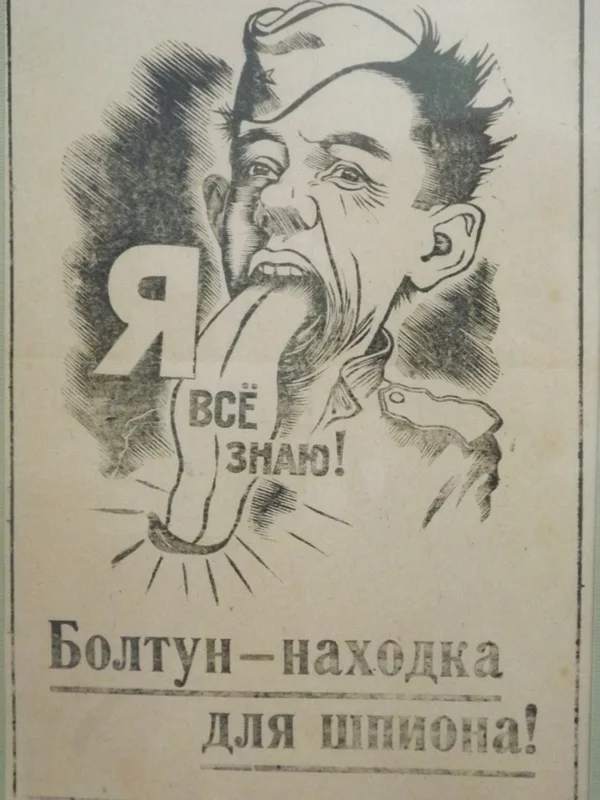 Я
ВСЁ
ЗНАЮ!
Болтун–находка
для шпиона!